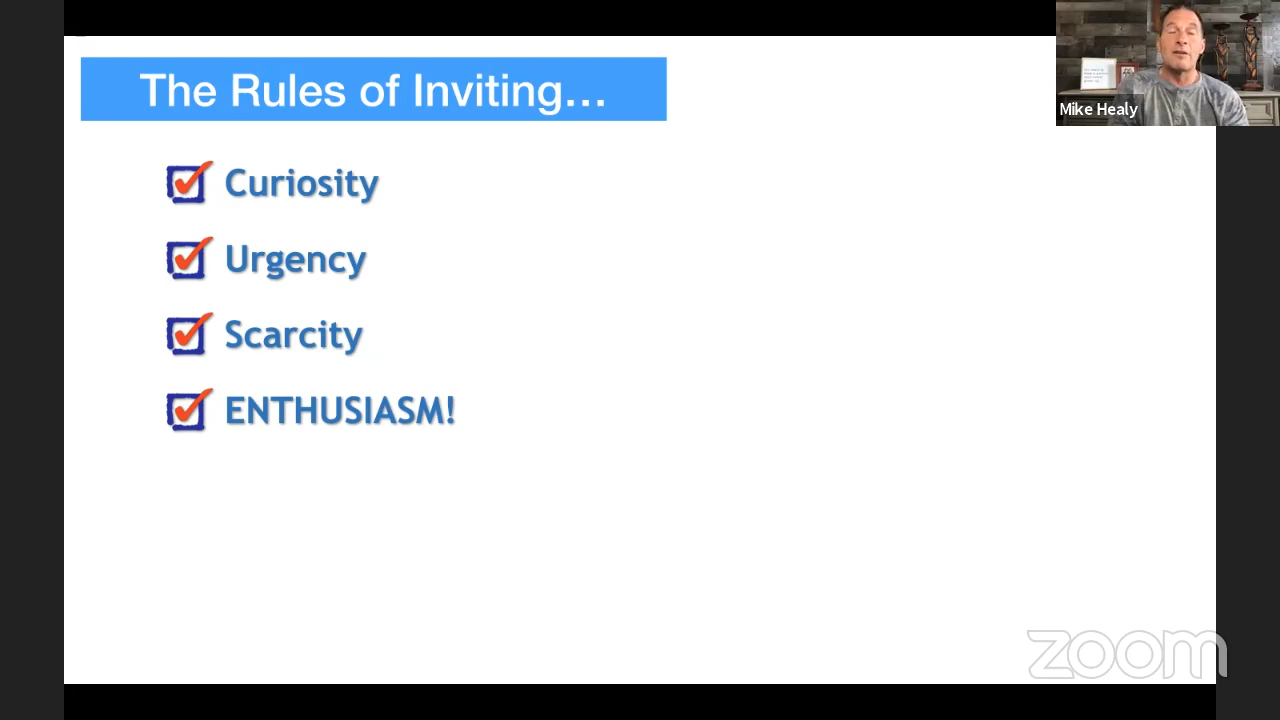 The Rules of Inviting...
Curiosity
Urgency
Scarcity
ENTHUSIASM!
Mike Healy
zoom